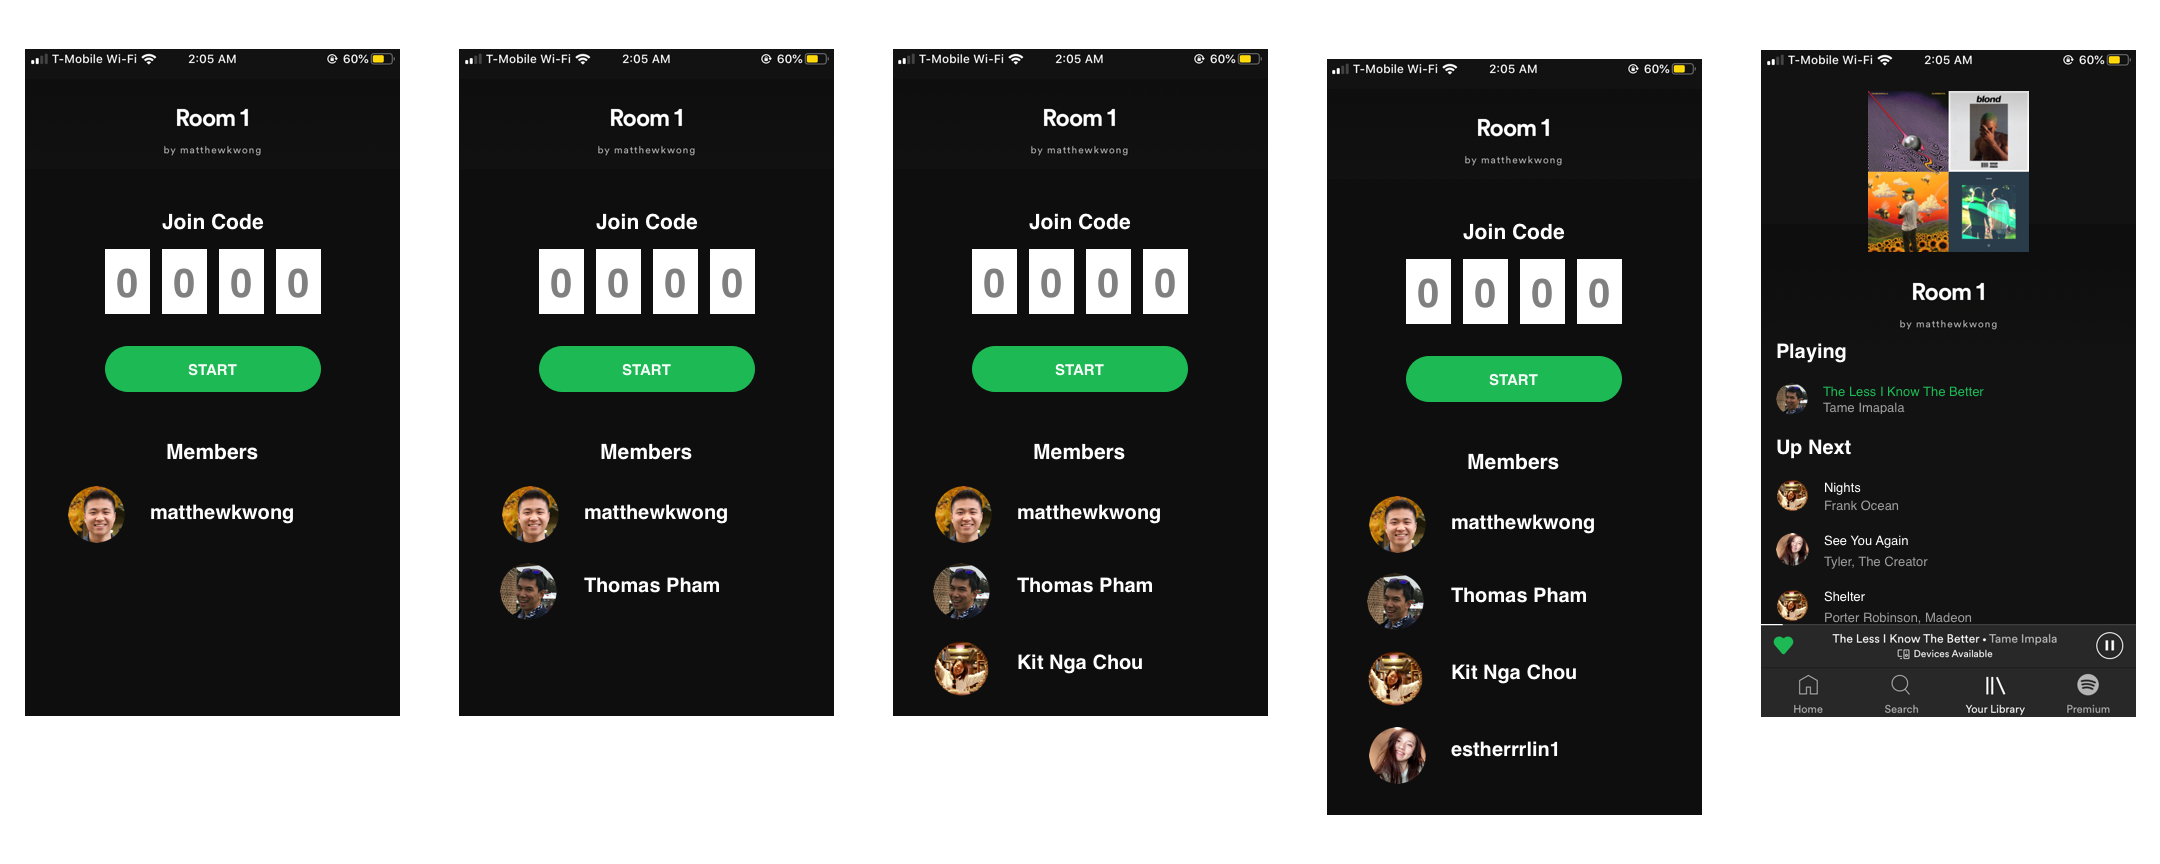 T-Mobile Wi-Fi 2:05 AM 60%
Room 1
by matthewkwong
Join Code
0 0 0 0
START
Members
matthewkwong
T-Mobile Wi-Fi 2:05 AM 60%
Room 1
by matthewkwong
Join Code
0 0 0 0
START
Members
matthewkwong
Thomas Pham
T-Mobile Wi-Fi 2:05 AM 60%
Room 1
by matthewkwong
Join Code
0 0 0 0
START
Members
matthewkwong
Thomas Pham
Kit Nga Chou
T-Mobile Wi-Fi 2:05 AM 60%
Room 1
by matthewkwong
Join Code
0 0 0 0
START
Members
matthewkwong
Thomas Pham
Kit Nga Chou
estherrrlin1
T-Mobile Wi-Fi 2:05 AM 60%
blond
Room 1
by matthewkwong
Playing
The Less I Know The Better
Tame Imapala
Up Next
Nights
Frank Ocean
See You Again
Tyler, The Creator
Shelter
Porter Robinson, Madeon
The Less I Know The Better • Tame Impala
Devices Available
Home Search Your Library Premium